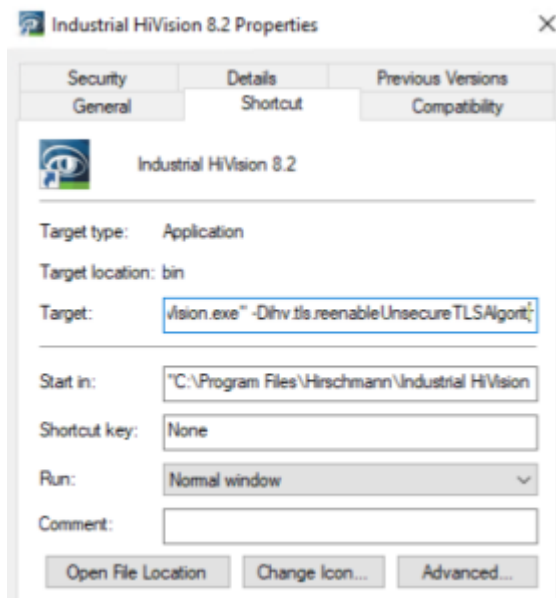 Industrial HiVision 8.2 Properties
Security Details Previous Versions
General Shortcut Compatibility
Industrial HiVision 8.2
Target type: Application
Target location: bin
Target: Vision.exe" -Dihv.tls.reenableUnsecureTLSAlgorit
Start in: "C:\Program Files\Hirschmann\Industrial HiVision
Shortcut key: None
Run: Normal window
Comment:
Open File Location Change Icon... Advanced...